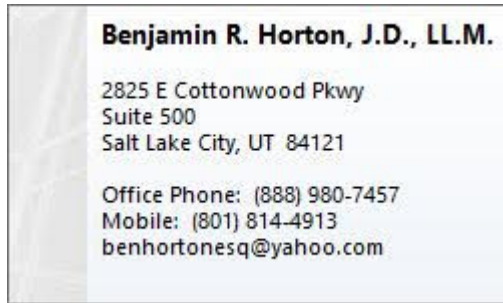 Benjamin R. Horton, J.D., LL.M.
2825 E Cottonwood Pkwy
Suite 500
Salt Lake City, UT 84121
Office Phone: (888) 980-7457
Mobile: (801) 814-4913
benhortonesq@yahoo.com